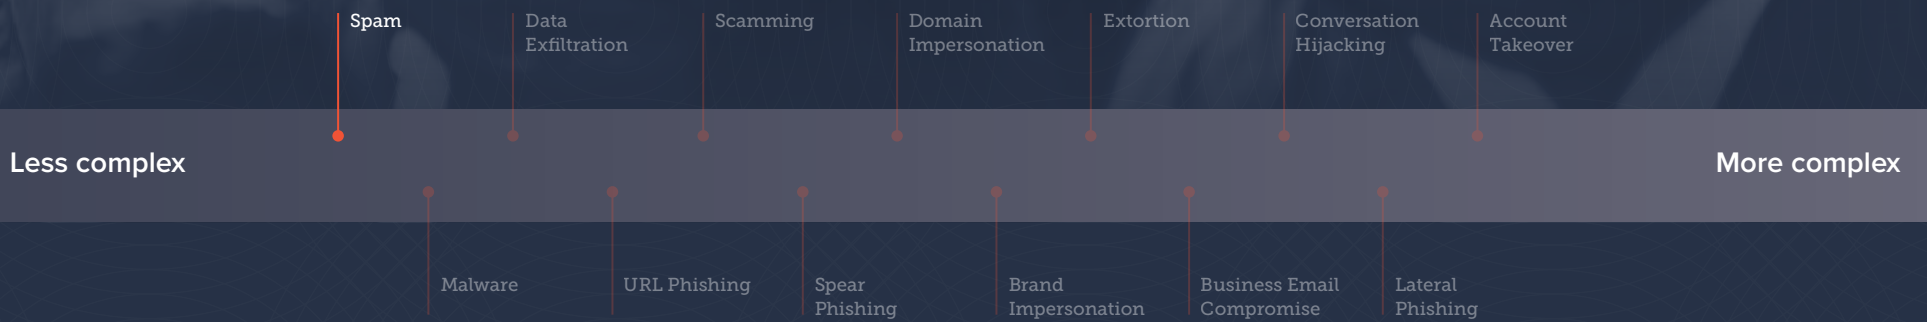 Spam
Data
Exfiltration
Scamming
Domain
Impersonation
Extortion
Conversation
Hijacking
Account
Takeover
Less complex
More complex
Malware
URL Phishing
Spear
Phishing
Brand
Impersonation
Business Email
Compromise
Lateral
Phishing